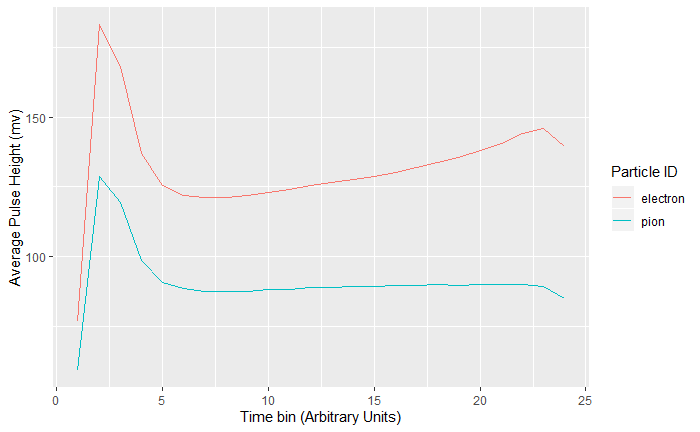 Average Pulse Height (mv)
150
100
0
5
10
15
20
25
Time bin (Arbitrary Units)
Particle ID
electron
pion